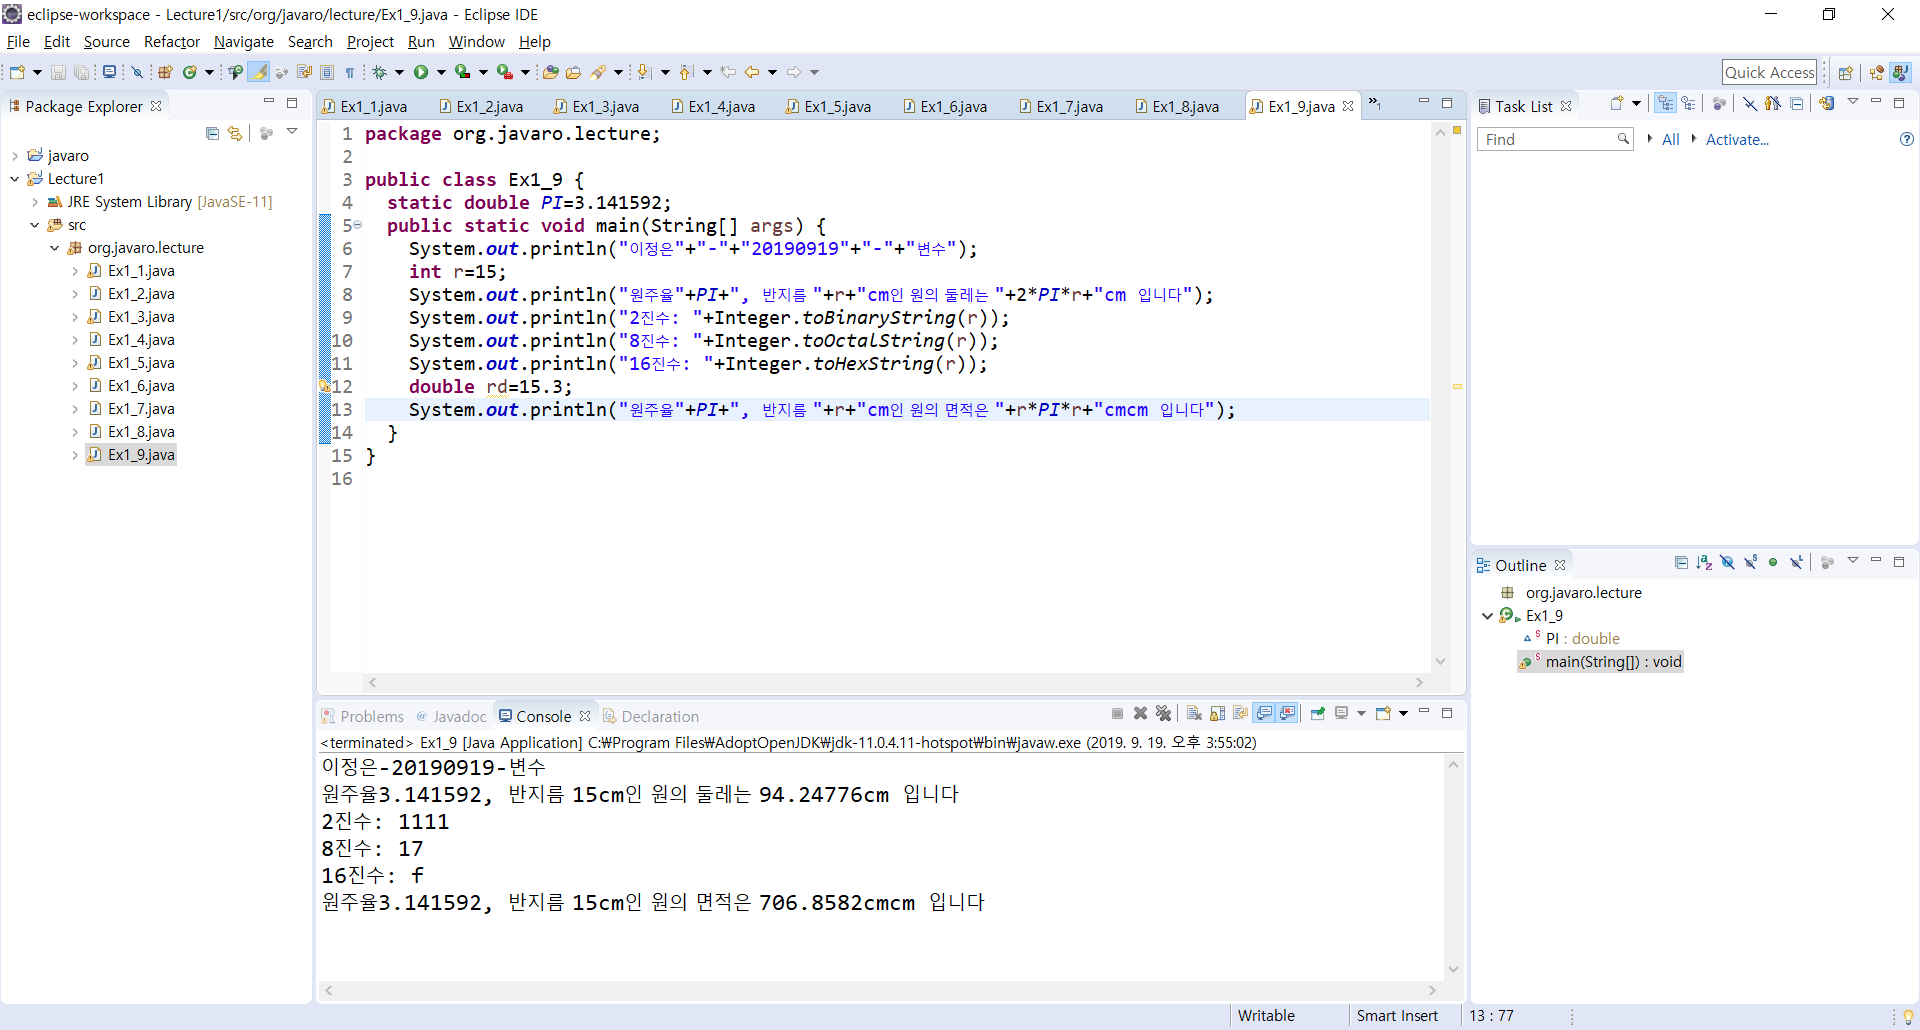 eclipse-workspace - Lecture1/src/org/javaro/lecture/Ex1_9.java - Eclipse IDE
File Edit Source Refactor Navigate Search Project Run Window Help
Quick Access
Package Explorer
javaro
Lecture1
JRE System Library [JavaSE-11]
src
org.javaro.lecture
Ex1_1.java
Ex1_2.java
Ex1_3.java
Ex1_4.java
Ex1_5.java
Ex1_6.java
Ex1_7.java
Ex1_8.java
Ex1_9.java
Ex1_1.java Ex1_2.java Ex1_3.java Ex1_4.java Ex1_5.java Ex1_6.java Ex1_7.java Ex1_8.java Ex1_9.java »1
1 package org.javaro.lecture;
2
3 public class Ex1_9 {
4 static double PI=3.141592;
5 public static void main(String[] args) {
6 System.out.println("이정은"+"-"+"20190919"+"-"+"변수");
7 int r=15;
8 System.out.println("원주율"+PI+", 반지름 "+r+"cm인 원의 둘레는 "+2*PI*r+"cm 입니다");
9 System.out.println("2진수: "+Integer.toBinaryString(r));
10 System.out.println("8진수: "+Integer.toOctalString(r));
11 System.out.println("16진수: "+Integer.toHexString(r));
12 double rd=15.3;
13 System.out.println("원주율"+PI+", 반지름 "+r+"cm인 원의 면적은 "+r*PI*r+"cmcm 입니다");
14 }
15 }
16
Problems @ Javadoc Console Declaration
<terminated> Ex1_9 [Java Application] C:₩Program Files₩AdoptOpenJDK₩jdk-11.0.4.11-hotspot₩bin₩javaw.exe (2019. 9. 19. 오후 3:55:02)
이정은-20190919-변수
원주율3.141592, 반지름 15cm인 원의 둘레는 94.24776cm 입니다
2진수: 1111
8진수: 17
16진수: f
원주율3.141592, 반지름 15cm인 원의 면적은 706.8582cmcm 입니다
Task List
Find All Activate...
Outline
org.javaro.lecture
Ex1_9
PI : double
main(String[]) : void
Writable Smart Insert 13 : 77